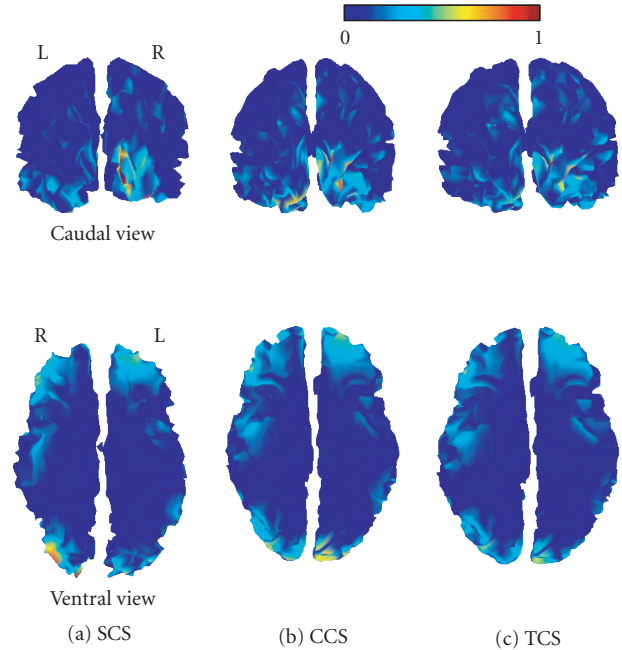 0 1
L R
Caudal view
R L
Ventral view
(a) SCS (b) CCS (c) TCS